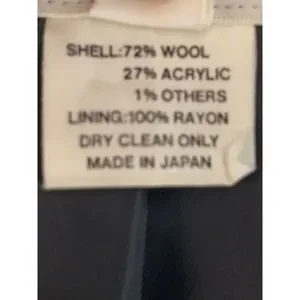 SHELL:72% WOOL
27% ACRYLIC
1% OTHERS
LINING:100% RAYON
DRY CLEAN ONLY
MADE IN JAPAN